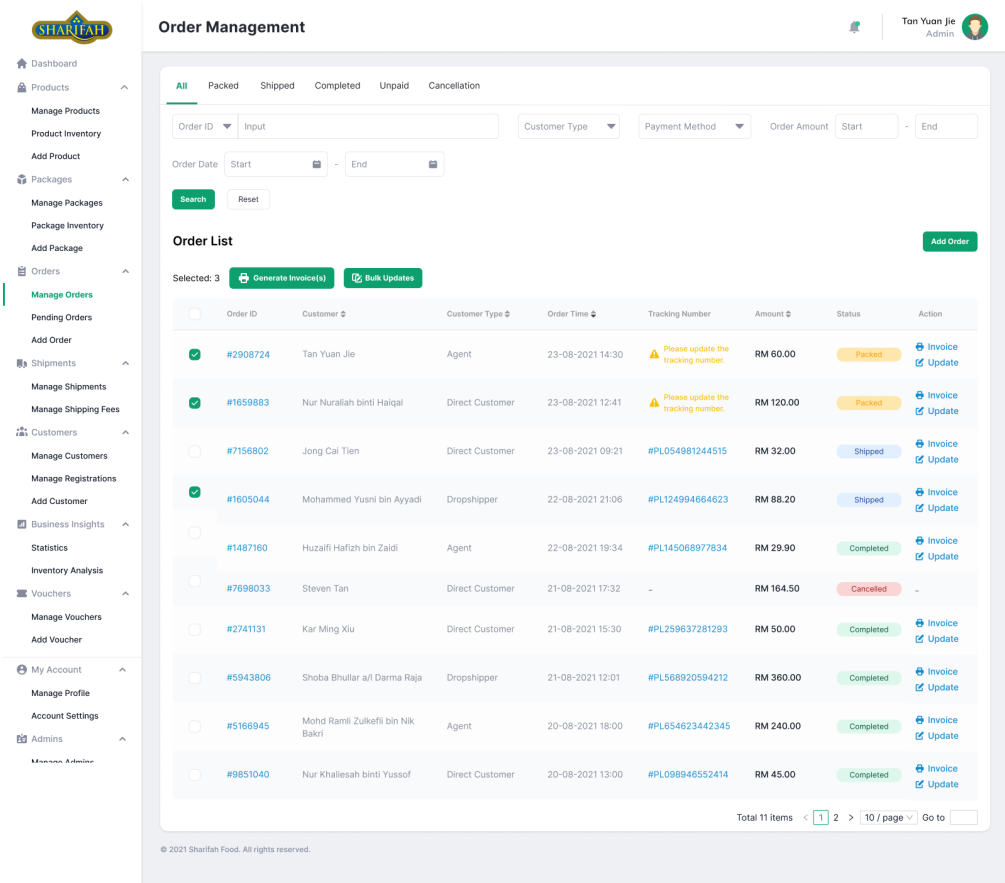 SHARIFAH
Order Management
Tan Yuan Jie
Admin
Dashboard
Products
Manage Products
Product Inventory
Add Product
Packages
Manage Packages
Package Inventory
Add Package
Orders
Manage Orders
Pending Orders
Add Order
Shipments
Manage Shipments
Manage Shipping Fees
Customers
Manage Customers
Manage Registrations
Add Customer
Business Insights
Statistics
Inventory Analysis
Vouchers
Manage Vouchers
Add Voucher
My Account
Manage Profile
Account Settings
Admins
Manage Admins
All Packed Shipped Completed Unpaid Cancellation
Order ID Input Customer Type Payment Method Order Amount Start - End
Order Date Start - End
Search Reset
Order List Add Order
Selected: 3 Generate Invoice(s) Bulk Updates
Order ID Customer Customer Type Order Time Tracking Number Amount Status Action
#2908724 Tan Yuan Jie Agent 23-08-2021 14:30 Please update the tracking number. RM 60.00 Packed Invoice Update
#1659883 Nur Nuraliah binti Haiqal Direct Customer 23-08-2021 12:41 Please update the tracking number. RM 120.00 Packed Invoice Update
#7156802 Jong Cai Tien Direct Customer 23-08-2021 09:21 #PL054981244515 RM 32.00 Shipped Invoice Update
#1605044 Mohammed Yusni bin Ayyadi Dropshipper 22-08-2021 21:06 #PL124994664623 RM 88.20 Shipped Invoice Update
#1487160 Huzaifi Hafizh bin Zaidi Agent 22-08-2021 19:34 #PL145068977834 RM 29.90 Completed Invoice Update
#7698033 Steven Tan Direct Customer 21-08-2021 17:32 - RM 164.50 Cancelled -
#2741131 Kar Ming Xiu Direct Customer 21-08-2021 15:30 #PL259637281293 RM 50.00 Completed Invoice Update
#5943806 Shoba Bhullar a/l Darma Raja Dropshipper 21-08-2021 12:01 #PL568920594212 RM 360.00 Completed Invoice Update
#5166945 Mohd Ramli Zulkefli bin Nik Bakri Agent 20-08-2021 18:00 #PL654623442345 RM 240.00 Completed Invoice Update
#9851040 Nur Khaliesah binti Yussof Direct Customer 20-08-2021 13:00 #PL098946552414 RM 45.00 Completed Invoice Update
Total 11 items < 1 2 > 10 / page Go to
© 2021 Sharifah Food. All rights reserved.